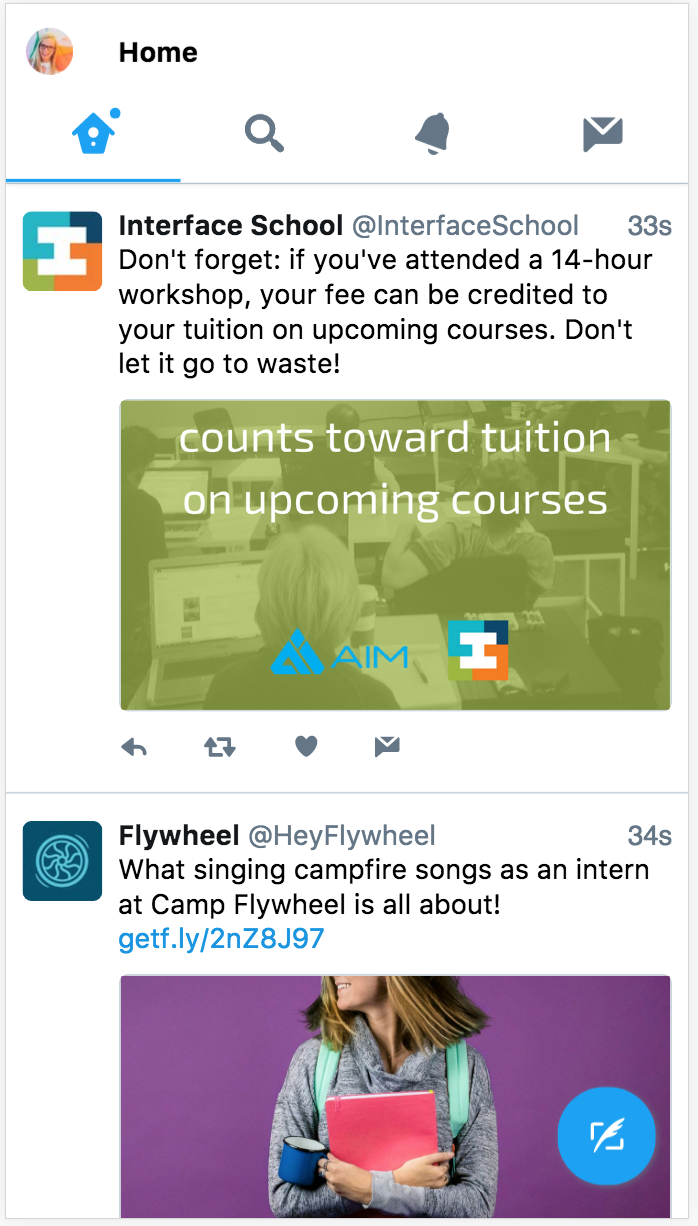 Home
Interface School @InterfaceSchool 33s
Don't forget: if you've attended a 14-hour
workshop, your fee can be credited to
your tuition on upcoming courses. Don't
let it go to waste!
counts toward tuition
on upcoming courses
AIM
Flywheel @HeyFlywheel 34s
What singing campfire songs as an intern
at Camp Flywheel is all about!
getf.ly/2nZ8J97